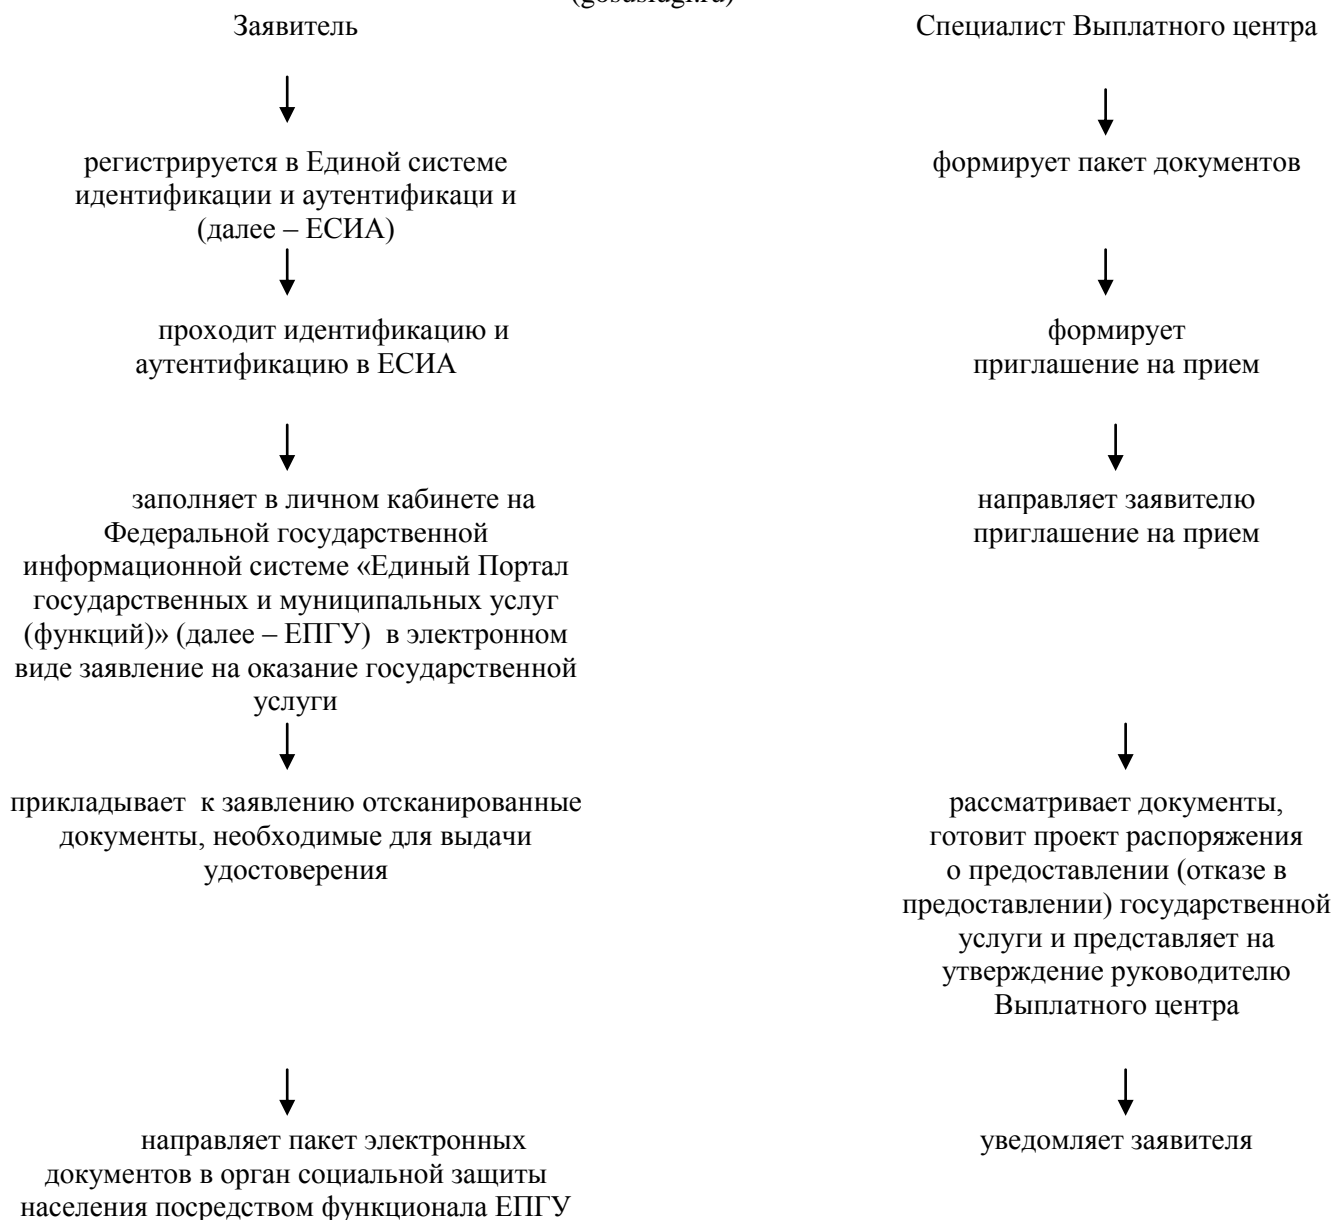 (gosuslugi.ru)
Заявитель
Специалист Выплатного центра
регистрируется в Единой системе
идентификации и аутентификаци и
(далее – ЕСИА)
формирует пакет документов
проходит идентификацию и
аутентификацию в ЕСИА
формирует
приглашение на прием
заполняет в личном кабинете на
Федеральной государственной
информационной системе «Единый Портал
государственных и муниципальных услуг
(функций)» (далее – ЕПГУ)  в электронном
виде заявление на оказание государственной
услуги
направляет заявителю
приглашение на прием
прикладывает  к заявлению отсканированные
документы, необходимые для выдачи
удостоверения
рассматривает документы,
готовит проект распоряжения
о предоставлении (отказе в
предоставлении) государственной
услуги и представляет на
утверждение руководителю
Выплатного центра
направляет пакет электронных
документов в орган социальной защиты
населения посредством функционала ЕПГУ
уведомляет заявителя